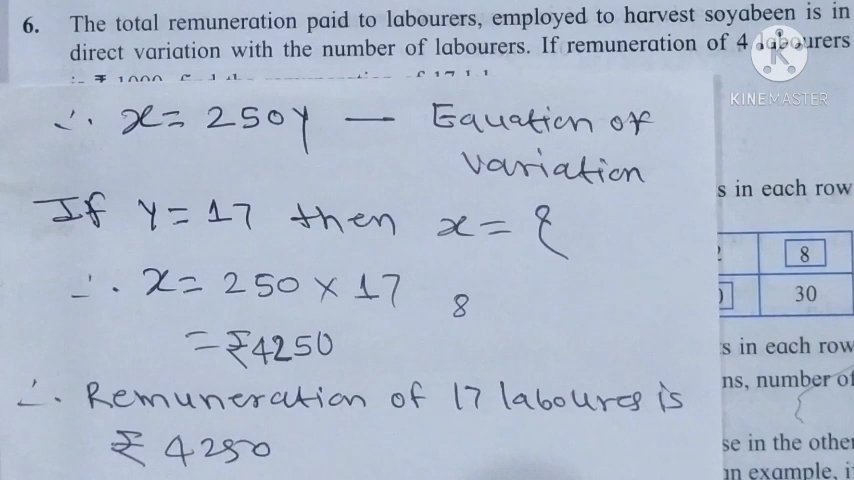 6. The total remuneration paid to labourers, employed to harvest soyabeen is in
direct variation with the number of labourers. If remuneration of 4 labourers
KINEMASTER
∴ x = 250y — Equation of
variation
If y = 17 then x =
∴ x = 250 × 17
8
= ₹4250
∴ Remuneration of 17 laboures is
₹ 4250
s in each row
8
30
s in each row
ns, number of
se in the other
an example, i